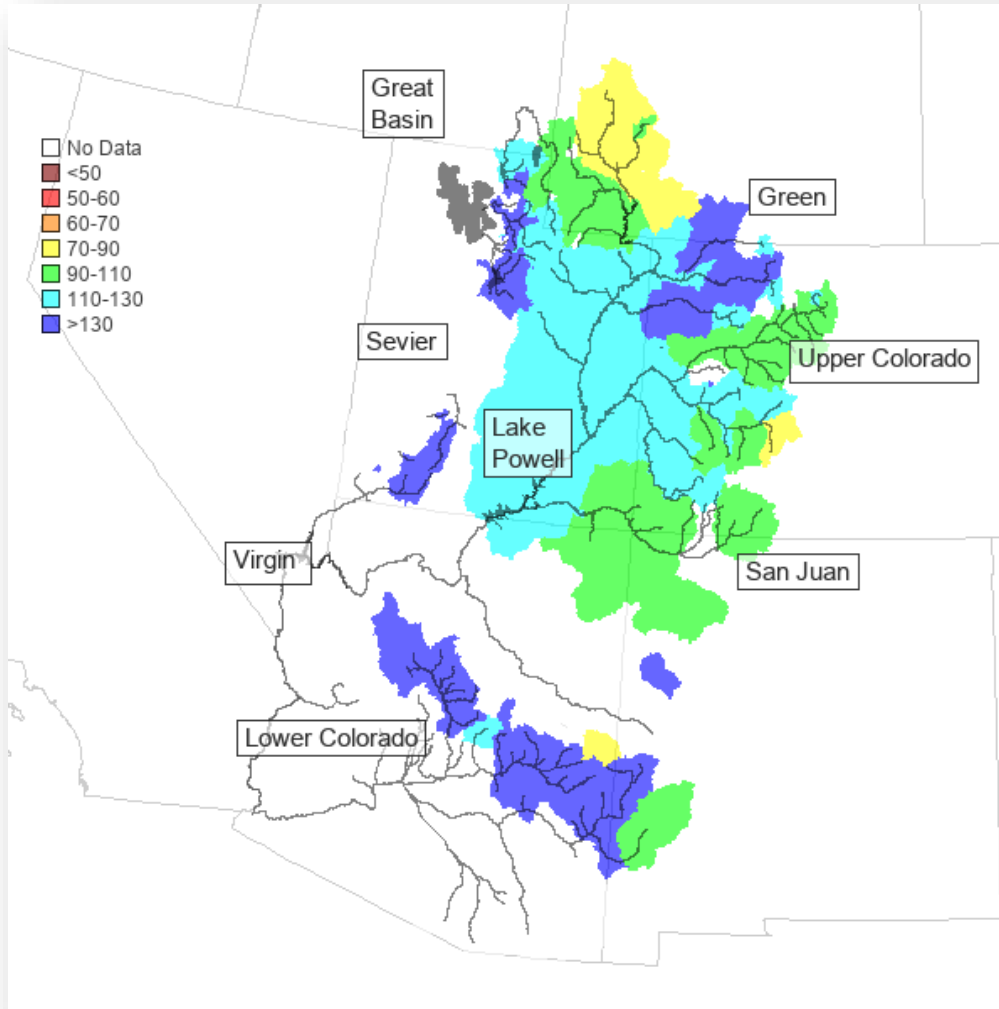 Great
Basin
No Data
<50
50-60
60-70
70-90
90-110
110-130
>130
Green
Sevier
Upper Colorado
Lake
Powell
Virgin
San Juan
Lower Colorado